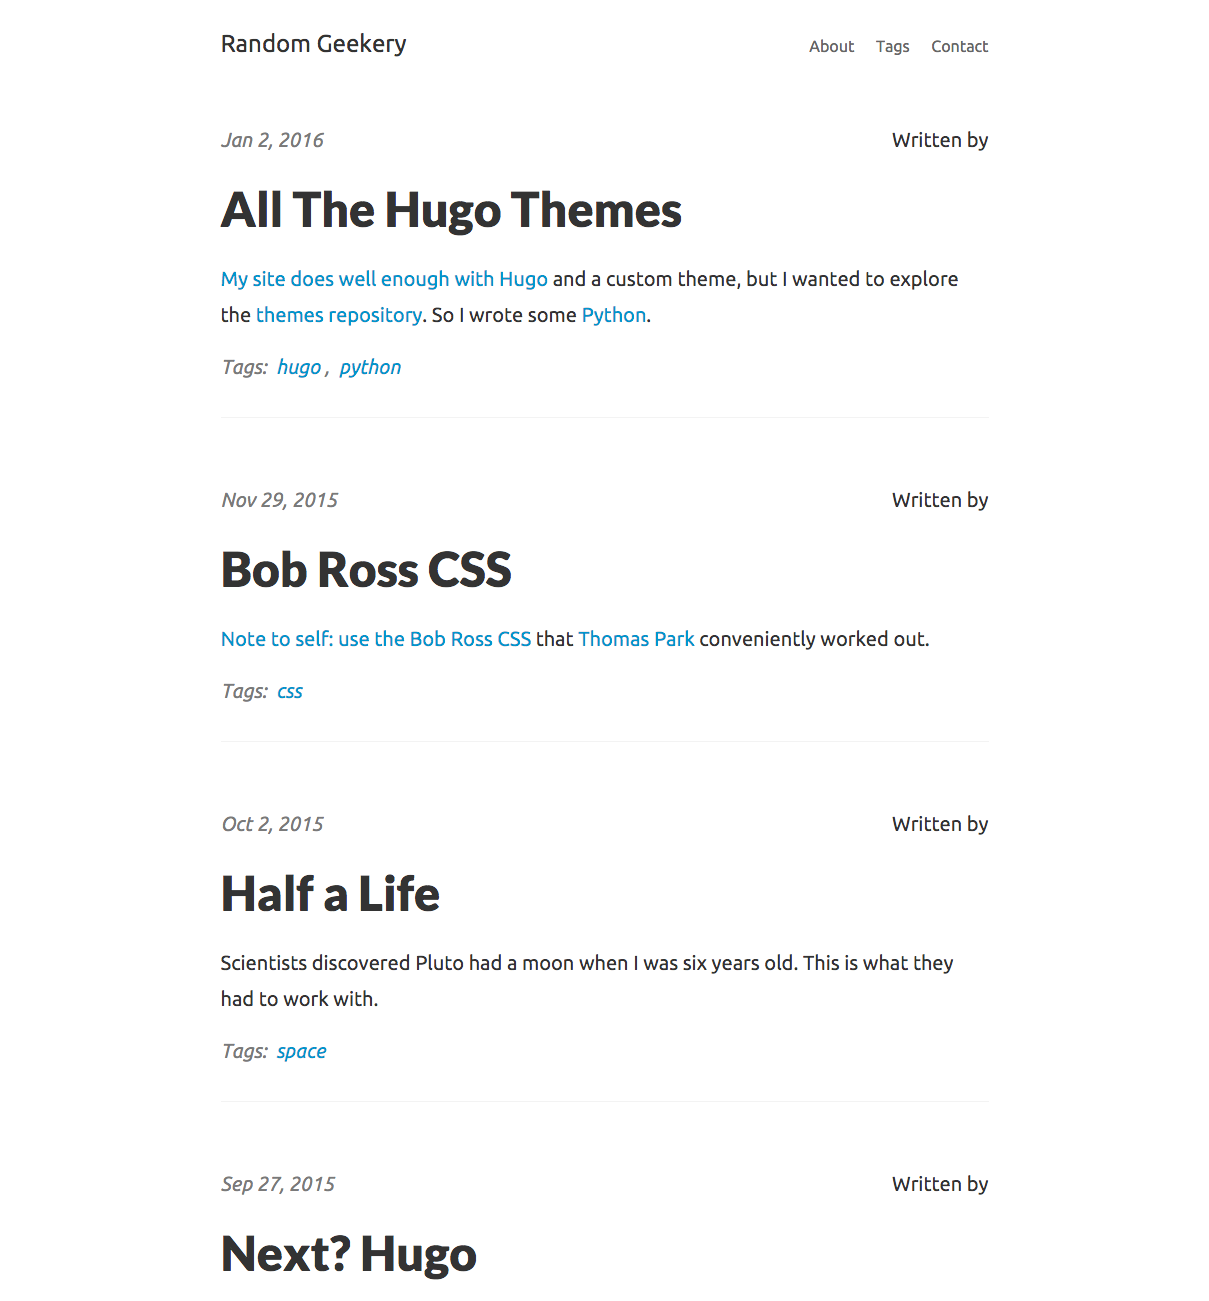 Random Geekery
About Tags Contact
Jan 2, 2016
Written by
All The Hugo Themes
My site does well enough with Hugo and a custom theme, but I wanted to explore
the themes repository. So I wrote some Python.
Tags: hugo , python
Nov 29, 2015
Written by
Bob Ross CSS
Note to self: use the Bob Ross CSS that Thomas Park conveniently worked out.
Tags: css
Oct 2, 2015
Written by
Half a Life
Scientists discovered Pluto had a moon when I was six years old. This is what they
had to work with.
Tags: space
Sep 27, 2015
Written by
Next? Hugo